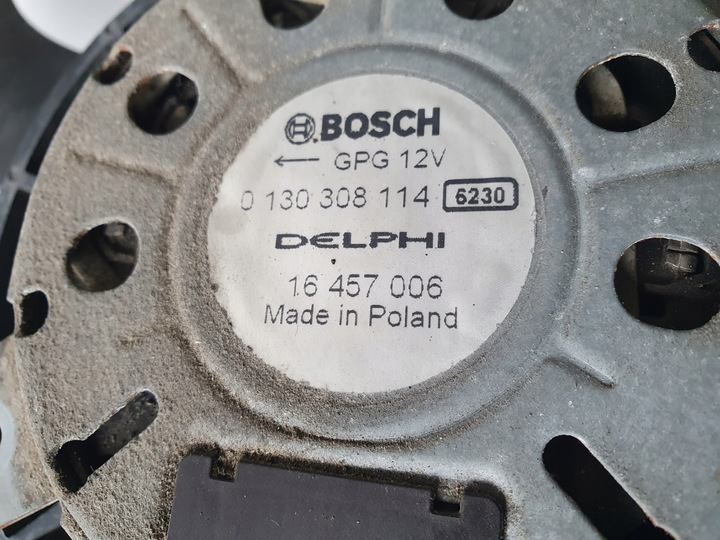 BOSCH
← GPG 12V
0 130 308 114 6230
DELPHI
16 457 006
Made in Poland